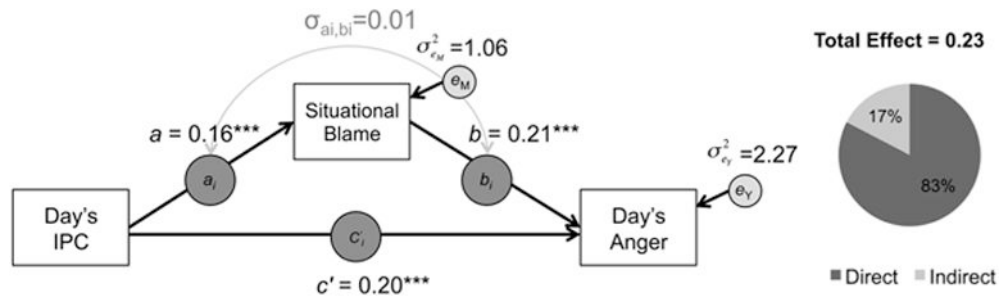 σai,bi=0.01
σ²eM=1.06
Total Effect = 0.23
eM
Situational
Blame
a = 0.16***
b = 0.21***
17%
σ²eY=2.27
ai
bi
eY
83%
Day's
IPC
c'i
Day's
Anger
c' = 0.20***
Direct Indirect